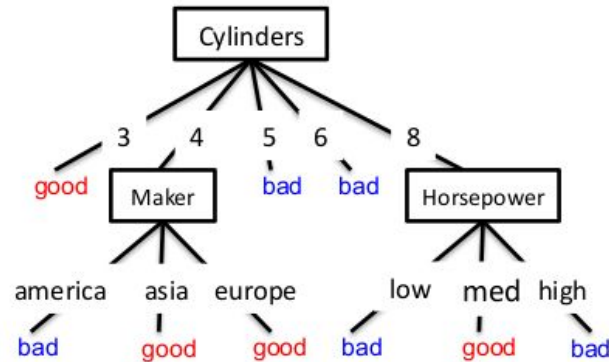 Cylinders
3 4 5 6 8
good Maker bad bad Horsepower
america asia europe low med high
bad good good bad good bad